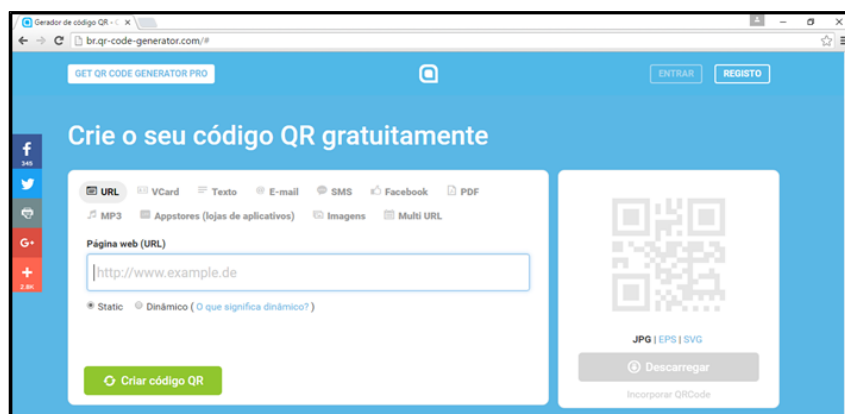 Gerador de código QR - C
br.qr-code-generator.com/#
GET QR CODE GENERATOR PRO
ENTRAR
REGISTO
Crie o seu código QR gratuitamente
345
2.8K
URL VCard Texto E-mail SMS Facebook PDF
MP3 Appstores (lojas de aplicativos) Imagens Multi URL
Página web (URL)
http://www.example.de
Static Dinâmico ( O que significa dinâmico? )
Criar código QR
JPG | EPS | SVG
Descarregar
Incorporar QRCode